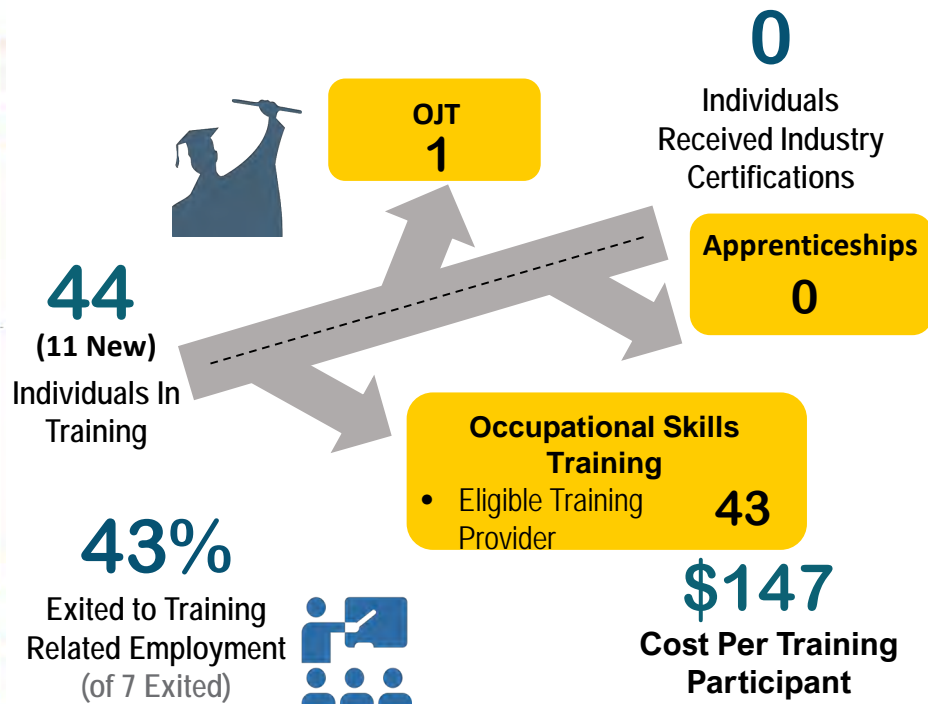 OJT
1
0
Individuals
Received Industry
Certifications
Apprenticeships
0
44
(11 New)
Individuals In
Training
Occupational Skills
Training
• Eligible Training
Provider
43
43%
Exited to Training
Related Employment
(of 7 Exited)
$147
Cost Per Training
Participant